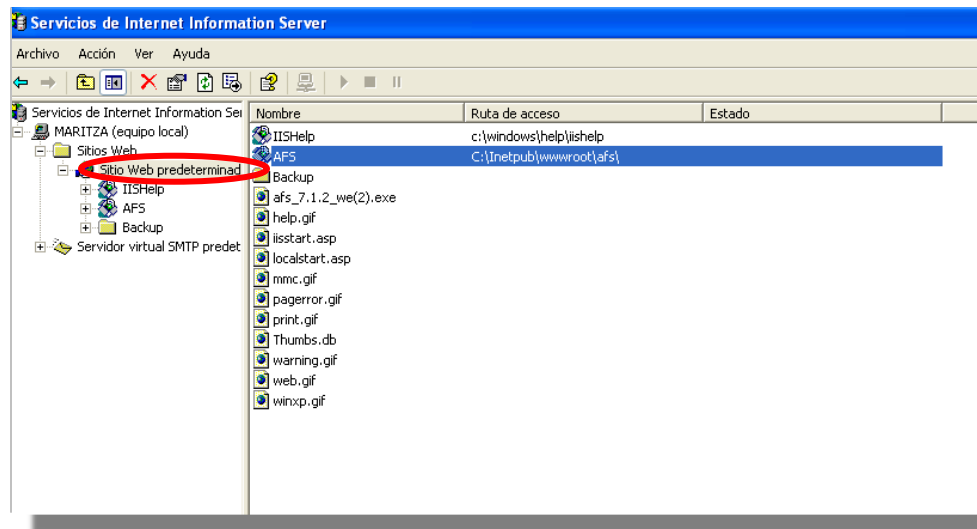 Servicios de Internet Information Server
Archivo Acción Ver Ayuda
Servicios de Internet Information Ser
MARITZA (equipo local)
Sitios Web
Sitio Web predeterminad
IISHelp
AFS
Backup
Servidor virtual SMTP predet
Nombre Ruta de acceso Estado
IISHelp c:\windows\help\iishelp
AFS C:\Inetpub\wwwroot\afs\
Backup
afs_7.1.2_we(2).exe
help.gif
iisstart.asp
localstart.asp
mmc.gif
pagerror.gif
print.gif
Thumbs.db
warning.gif
web.gif
winxp.gif